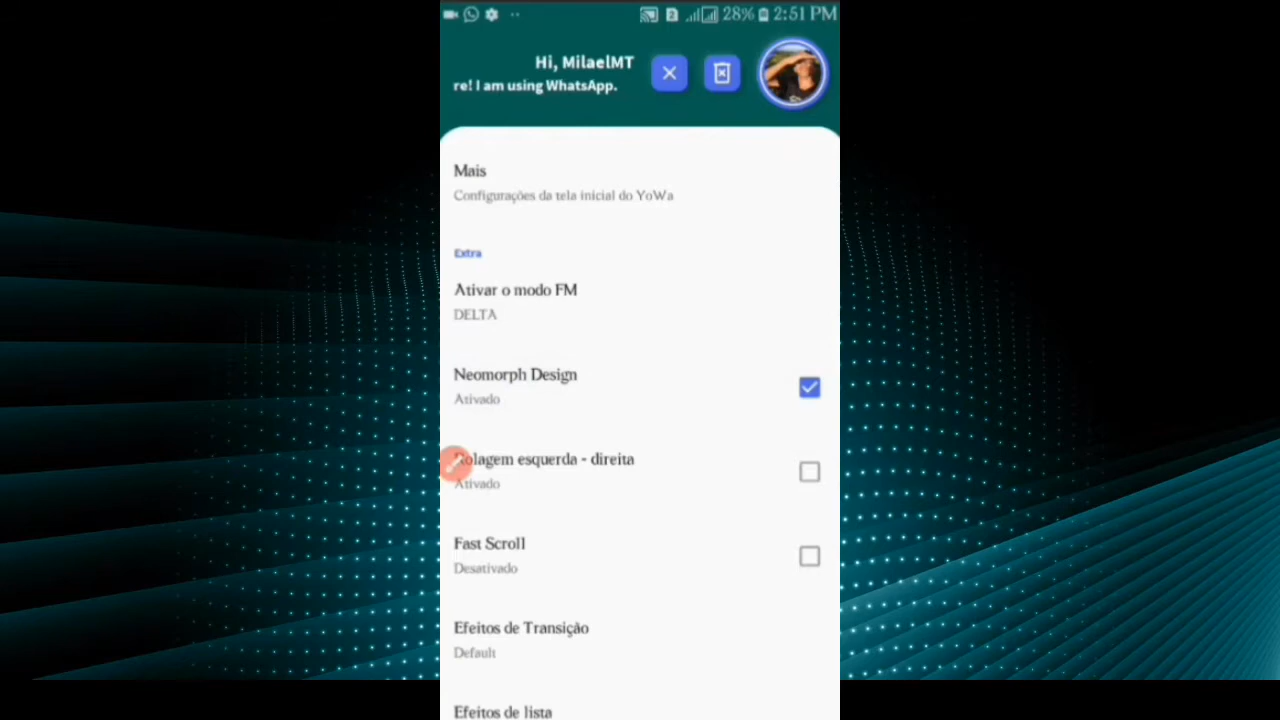 28% 2:51 PM
Hi, MilaelMT
re! I am using WhatsApp.
Mais
Configurações da tela inicial do YoWa
Extra
Ativar o modo FM
DELTA
Neomorph Design
Ativado
Rolagem esquerda - direita
Ativado
Fast Scroll
Desativado
Efeitos de Transição
Default
Efeitos de lista